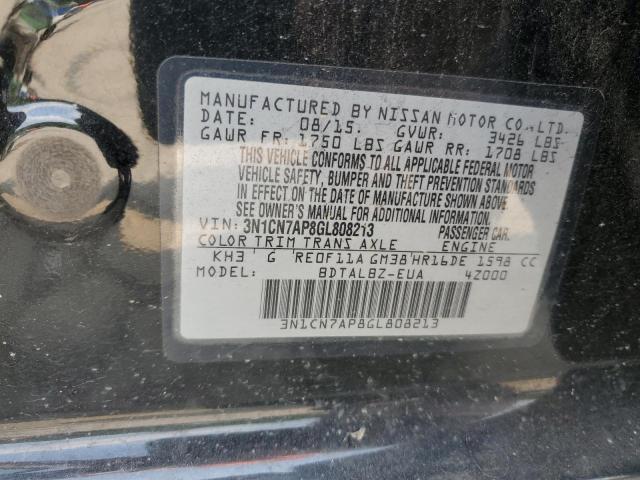 MANUFACTURED BY NISSAN MOTOR CO., LTD.
DATE: 08/15. GVWR: 3426 LBS
GAWR FR: 1750 LBS GAWR RR: 1708 LBS
THIS VEHICLE CONFORMS TO ALL APPLICABLE FEDERAL MOTOR
VEHICLE SAFETY, BUMPER AND THEFT PREVENTION STANDARDS
IN EFFECT ON THE DATE OF MANUFACTURE SHOWN ABOVE.
SEE OWNER'S MANUAL FOR ADDITIONAL INFORMATION.
VIN: 3N1CN7AP8GL808213 PASSENGER CAR
COLOR TRIM TRANS AXLE ENGINE
KH3 G RE0F11A GM38 HR16DE 1598 CC
MODEL: BDTALBZ-EUA 4Z000
3N1CN7AP8GL808213